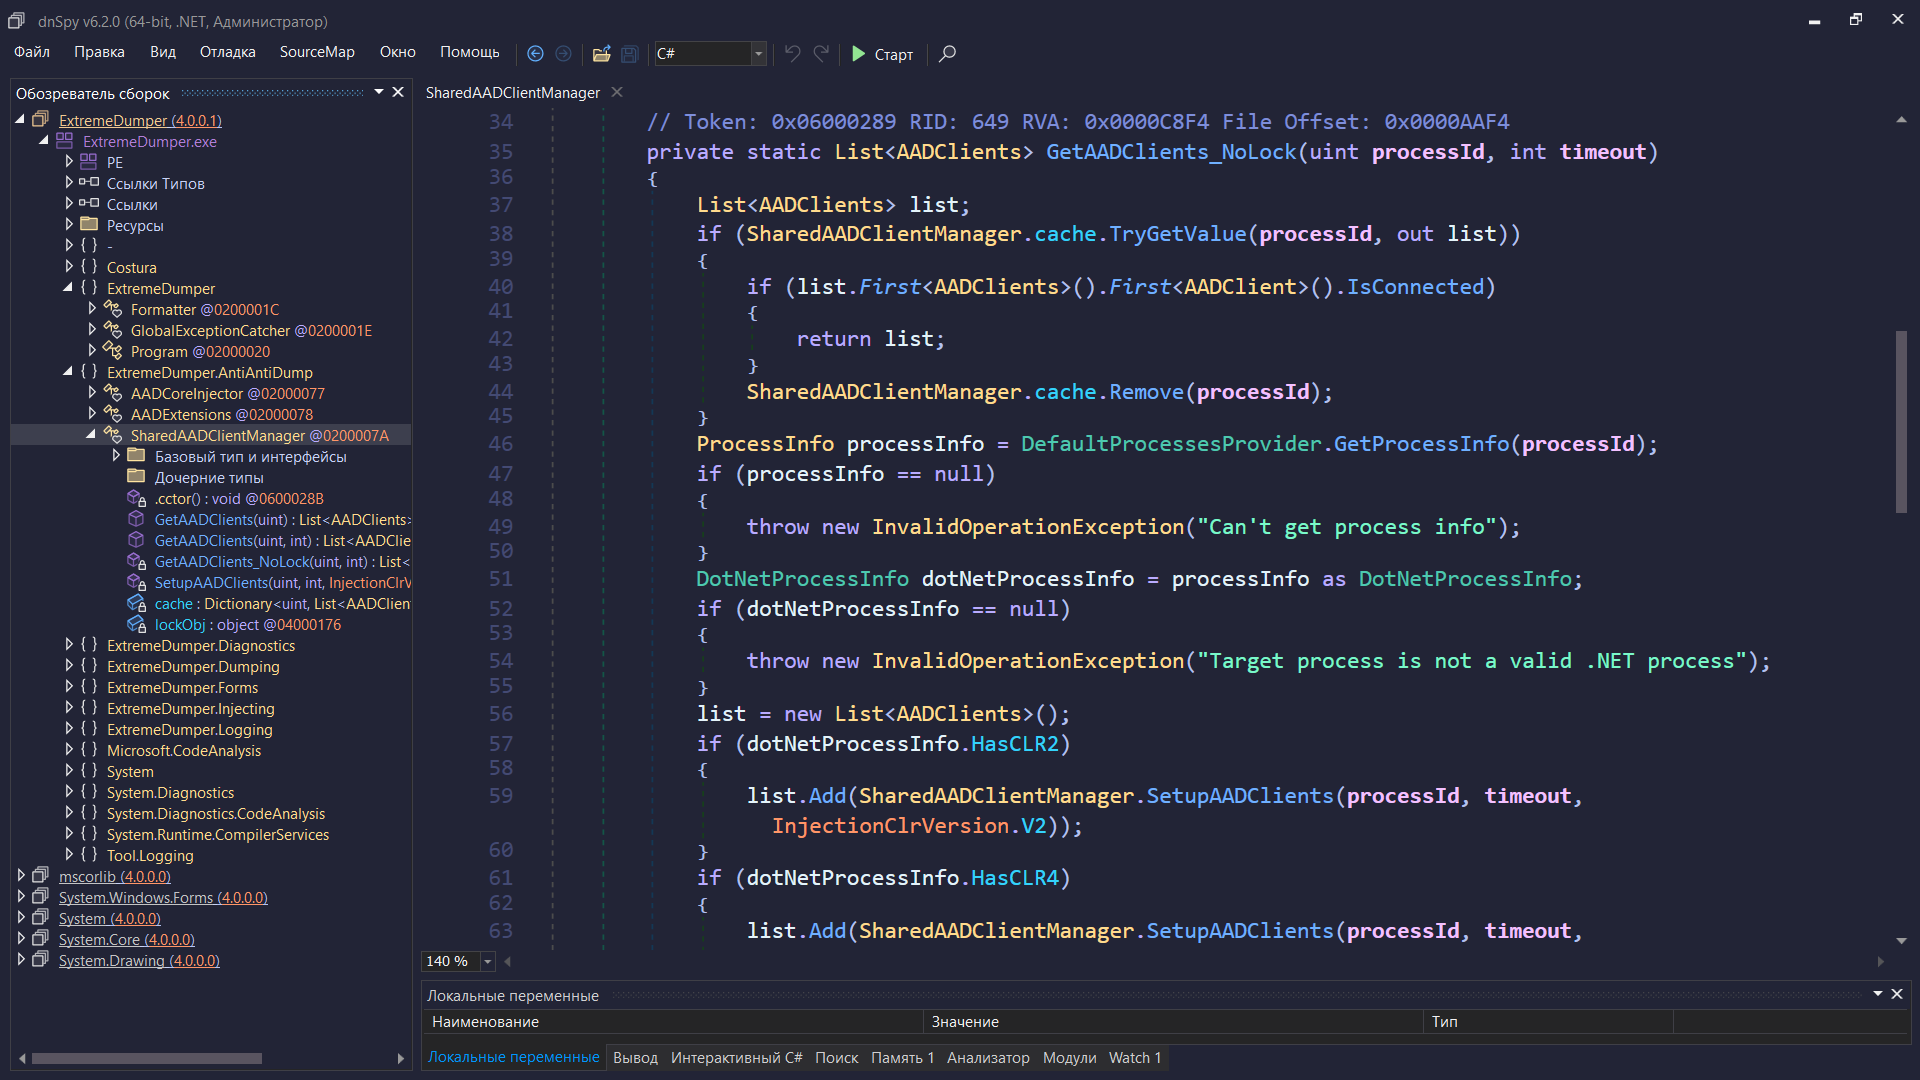 dnSpy v6.2.0 (64-bit, .NET, Администратор)
Файл Правка Вид Отладка SourceMap Окно Помощь C# Старт
Обозреватель сборок
ExtremeDumper (4.0.0.1)
ExtremeDumper.exe
PE
Ссылки Типов
Ссылки
Ресурсы
{ } -
{ } Costura
{ } ExtremeDumper
Formatter @0200001C
GlobalExceptionCatcher @0200001E
Program @02000020
{ } ExtremeDumper.AntiAntiDump
AADCoreInjector @02000077
AADExtensions @02000078
SharedAADClientManager @0200007A
Базовый тип и интерфейсы
Дочерние типы
.cctor() : void @0600028B
GetAADClients(uint) : List<AADClients>
GetAADClients(uint, int) : List<AADClie
GetAADClients_NoLock(uint, int) : List<
SetupAADClients(uint, int, InjectionClrV
cache : Dictionary<uint, List<AADClien
lockObj : object @04000176
{ } ExtremeDumper.Diagnostics
{ } ExtremeDumper.Dumping
{ } ExtremeDumper.Forms
{ } ExtremeDumper.Injecting
{ } ExtremeDumper.Logging
{ } Microsoft.CodeAnalysis
{ } System
{ } System.Diagnostics
{ } System.Diagnostics.CodeAnalysis
{ } System.Runtime.CompilerServices
{ } Tool.Logging
mscorlib (4.0.0.0)
System.Windows.Forms (4.0.0.0)
System (4.0.0.0)
System.Core (4.0.0.0)
System.Drawing (4.0.0.0)
SharedAADClientManager
34 // Token: 0x06000289 RID: 649 RVA: 0x0000C8F4 File Offset: 0x0000AAF4
35 private static List<AADClients> GetAADClients_NoLock(uint processId, int timeout)
36 {
37 List<AADClients> list;
38 if (SharedAADClientManager.cache.TryGetValue(processId, out list))
39 {
40 if (list.First<AADClients>().First<AADClient>().IsConnected)
41 {
42 return list;
43 }
44 SharedAADClientManager.cache.Remove(processId);
45 }
46 ProcessInfo processInfo = DefaultProcessesProvider.GetProcessInfo(processId);
47 if (processInfo == null)
48 {
49 throw new InvalidOperationException("Can't get process info");
50 }
51 DotNetProcessInfo dotNetProcessInfo = processInfo as DotNetProcessInfo;
52 if (dotNetProcessInfo == null)
53 {
54 throw new InvalidOperationException("Target process is not a valid .NET process");
55 }
56 list = new List<AADClients>();
57 if (dotNetProcessInfo.HasCLR2)
58 {
59 list.Add(SharedAADClientManager.SetupAADClients(processId, timeout,
InjectionClrVersion.V2));
60 }
61 if (dotNetProcessInfo.HasCLR4)
62 {
63 list.Add(SharedAADClientManager.SetupAADClients(processId, timeout,
140 %
Локальные переменные
Наименование Значение Тип
Локальные переменные Вывод Интерактивный C# Поиск Память 1 Анализатор Модули Watch 1